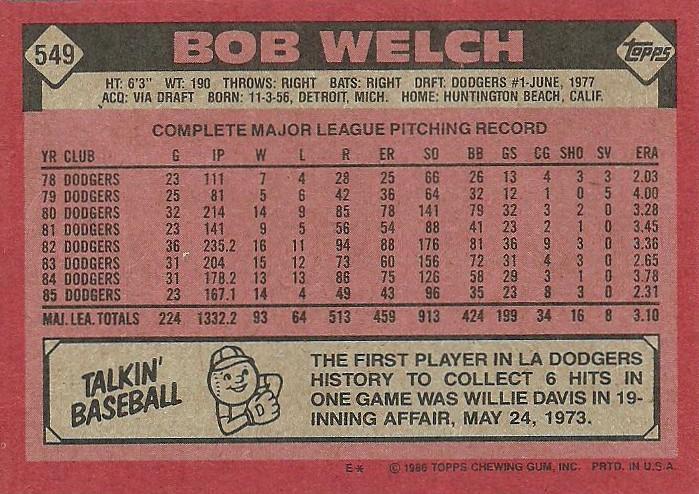 549 BOB WELCH TOPPS
HT: 6'3" WT: 190 THROWS: RIGHT BATS: RIGHT DRFT: DODGERS #1-JUNE, 1977
ACQ: VIA DRAFT BORN: 11-3-56, DETROIT, MICH. HOME: HUNTINGTON BEACH, CALIF.
COMPLETE MAJOR LEAGUE PITCHING RECORD
YR CLUB G IP W L R ER SO BB GS CG SHO SV ERA
78 DODGERS 23 111 7 4 28 25 66 26 13 4 3 3 2.03
79 DODGERS 25 81 5 6 42 36 64 32 12 1 0 5 4.00
80 DODGERS 32 214 14 9 85 78 141 79 32 3 2 0 3.28
81 DODGERS 23 141 9 5 56 54 88 41 23 2 1 0 3.45
82 DODGERS 36 235.2 16 11 94 88 176 81 36 9 3 0 3.36
83 DODGERS 31 204 15 12 73 60 156 72 31 4 3 0 2.65
84 DODGERS 31 178.2 13 13 86 75 126 58 29 3 1 0 3.78
85 DODGERS 23 167.1 14 4 49 43 96 35 23 8 3 0 2.31
MAJ. LEA. TOTALS 224 1332.2 93 64 513 459 913 424 199 34 16 8 3.10
TALKIN'
BASEBALL
THE FIRST PLAYER IN LA DODGERS
HISTORY TO COLLECT 6 HITS IN
ONE GAME WAS WILLIE DAVIS IN 19-
INNING AFFAIR, MAY 24, 1973.
E* © 1986 TOPPS CHEWING GUM, INC. PRTD. IN U.S.A.